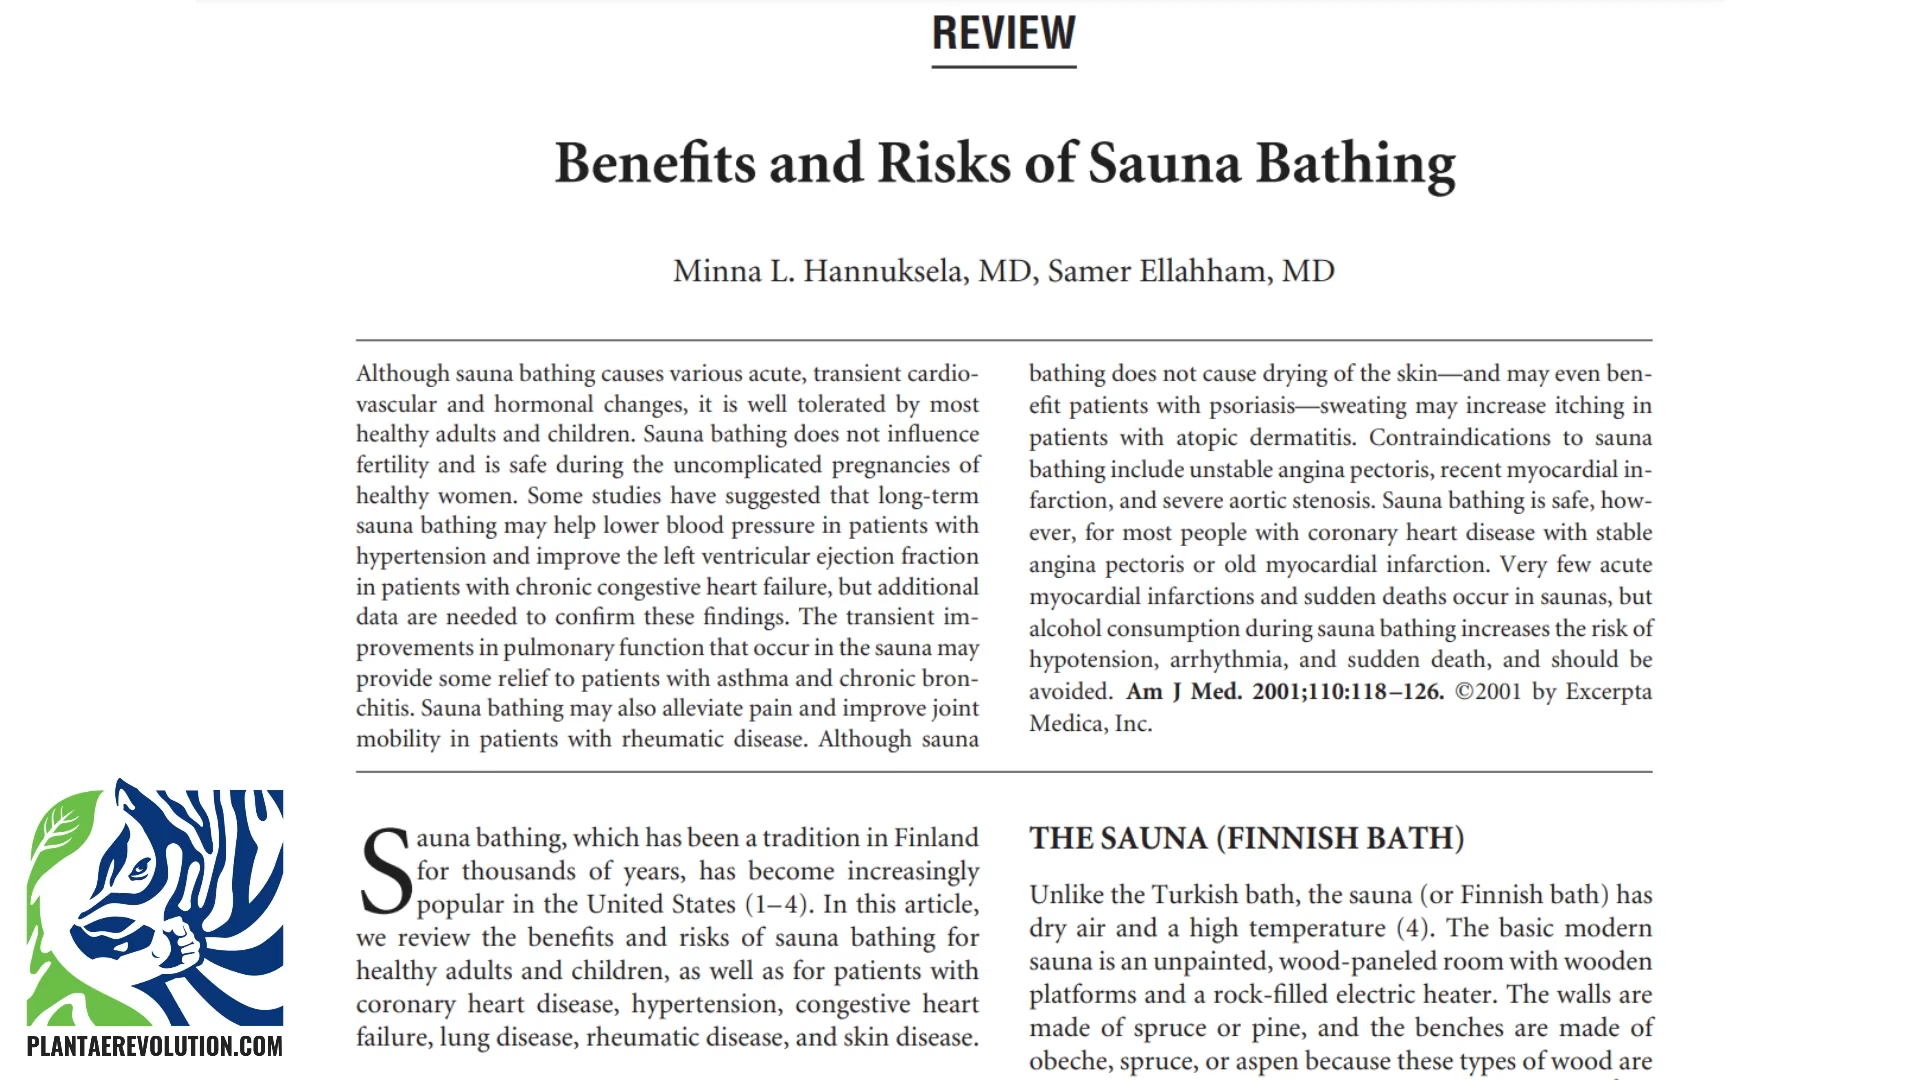 REVIEW
Benefits and Risks of Sauna Bathing
Minna L. Hannuksela, MD, Samer Ellahham, MD
Although sauna bathing causes various acute, transient cardio-
vascular and hormonal changes, it is well tolerated by most
healthy adults and children. Sauna bathing does not influence
fertility and is safe during the uncomplicated pregnancies of
healthy women. Some studies have suggested that long-term
sauna bathing may help lower blood pressure in patients with
hypertension and improve the left ventricular ejection fraction
in patients with chronic congestive heart failure, but additional
data are needed to confirm these findings. The transient im-
provements in pulmonary function that occur in the sauna may
provide some relief to patients with asthma and chronic bron-
chitis. Sauna bathing may also alleviate pain and improve joint
mobility in patients with rheumatic disease. Although sauna
bathing does not cause drying of the skin—and may even ben-
efit patients with psoriasis—sweating may increase itching in
patients with atopic dermatitis. Contraindications to sauna
bathing include unstable angina pectoris, recent myocardial in-
farction, and severe aortic stenosis. Sauna bathing is safe, how-
ever, for most people with coronary heart disease with stable
angina pectoris or old myocardial infarction. Very few acute
myocardial infarctions and sudden deaths occur in saunas, but
alcohol consumption during sauna bathing increases the risk of
hypotension, arrhythmia, and sudden death, and should be
avoided. Am J Med. 2001;110:118–126. ©2001 by Excerpta
Medica, Inc.
Sauna bathing, which has been a tradition in Finland
for thousands of years, has become increasingly
popular in the United States (1–4). In this article,
we review the benefits and risks of sauna bathing for
healthy adults and children, as well as for patients with
coronary heart disease, hypertension, congestive heart
failure, lung disease, rheumatic disease, and skin disease.
THE SAUNA (FINNISH BATH)
Unlike the Turkish bath, the sauna (or Finnish bath) has
dry air and a high temperature (4). The basic modern
sauna is an unpainted, wood-paneled room with wooden
platforms and a rock-filled electric heater. The walls are
made of spruce or pine, and the benches are made of
obeche, spruce, or aspen because these types of wood are
PLANTAEREVOLUTION.COM